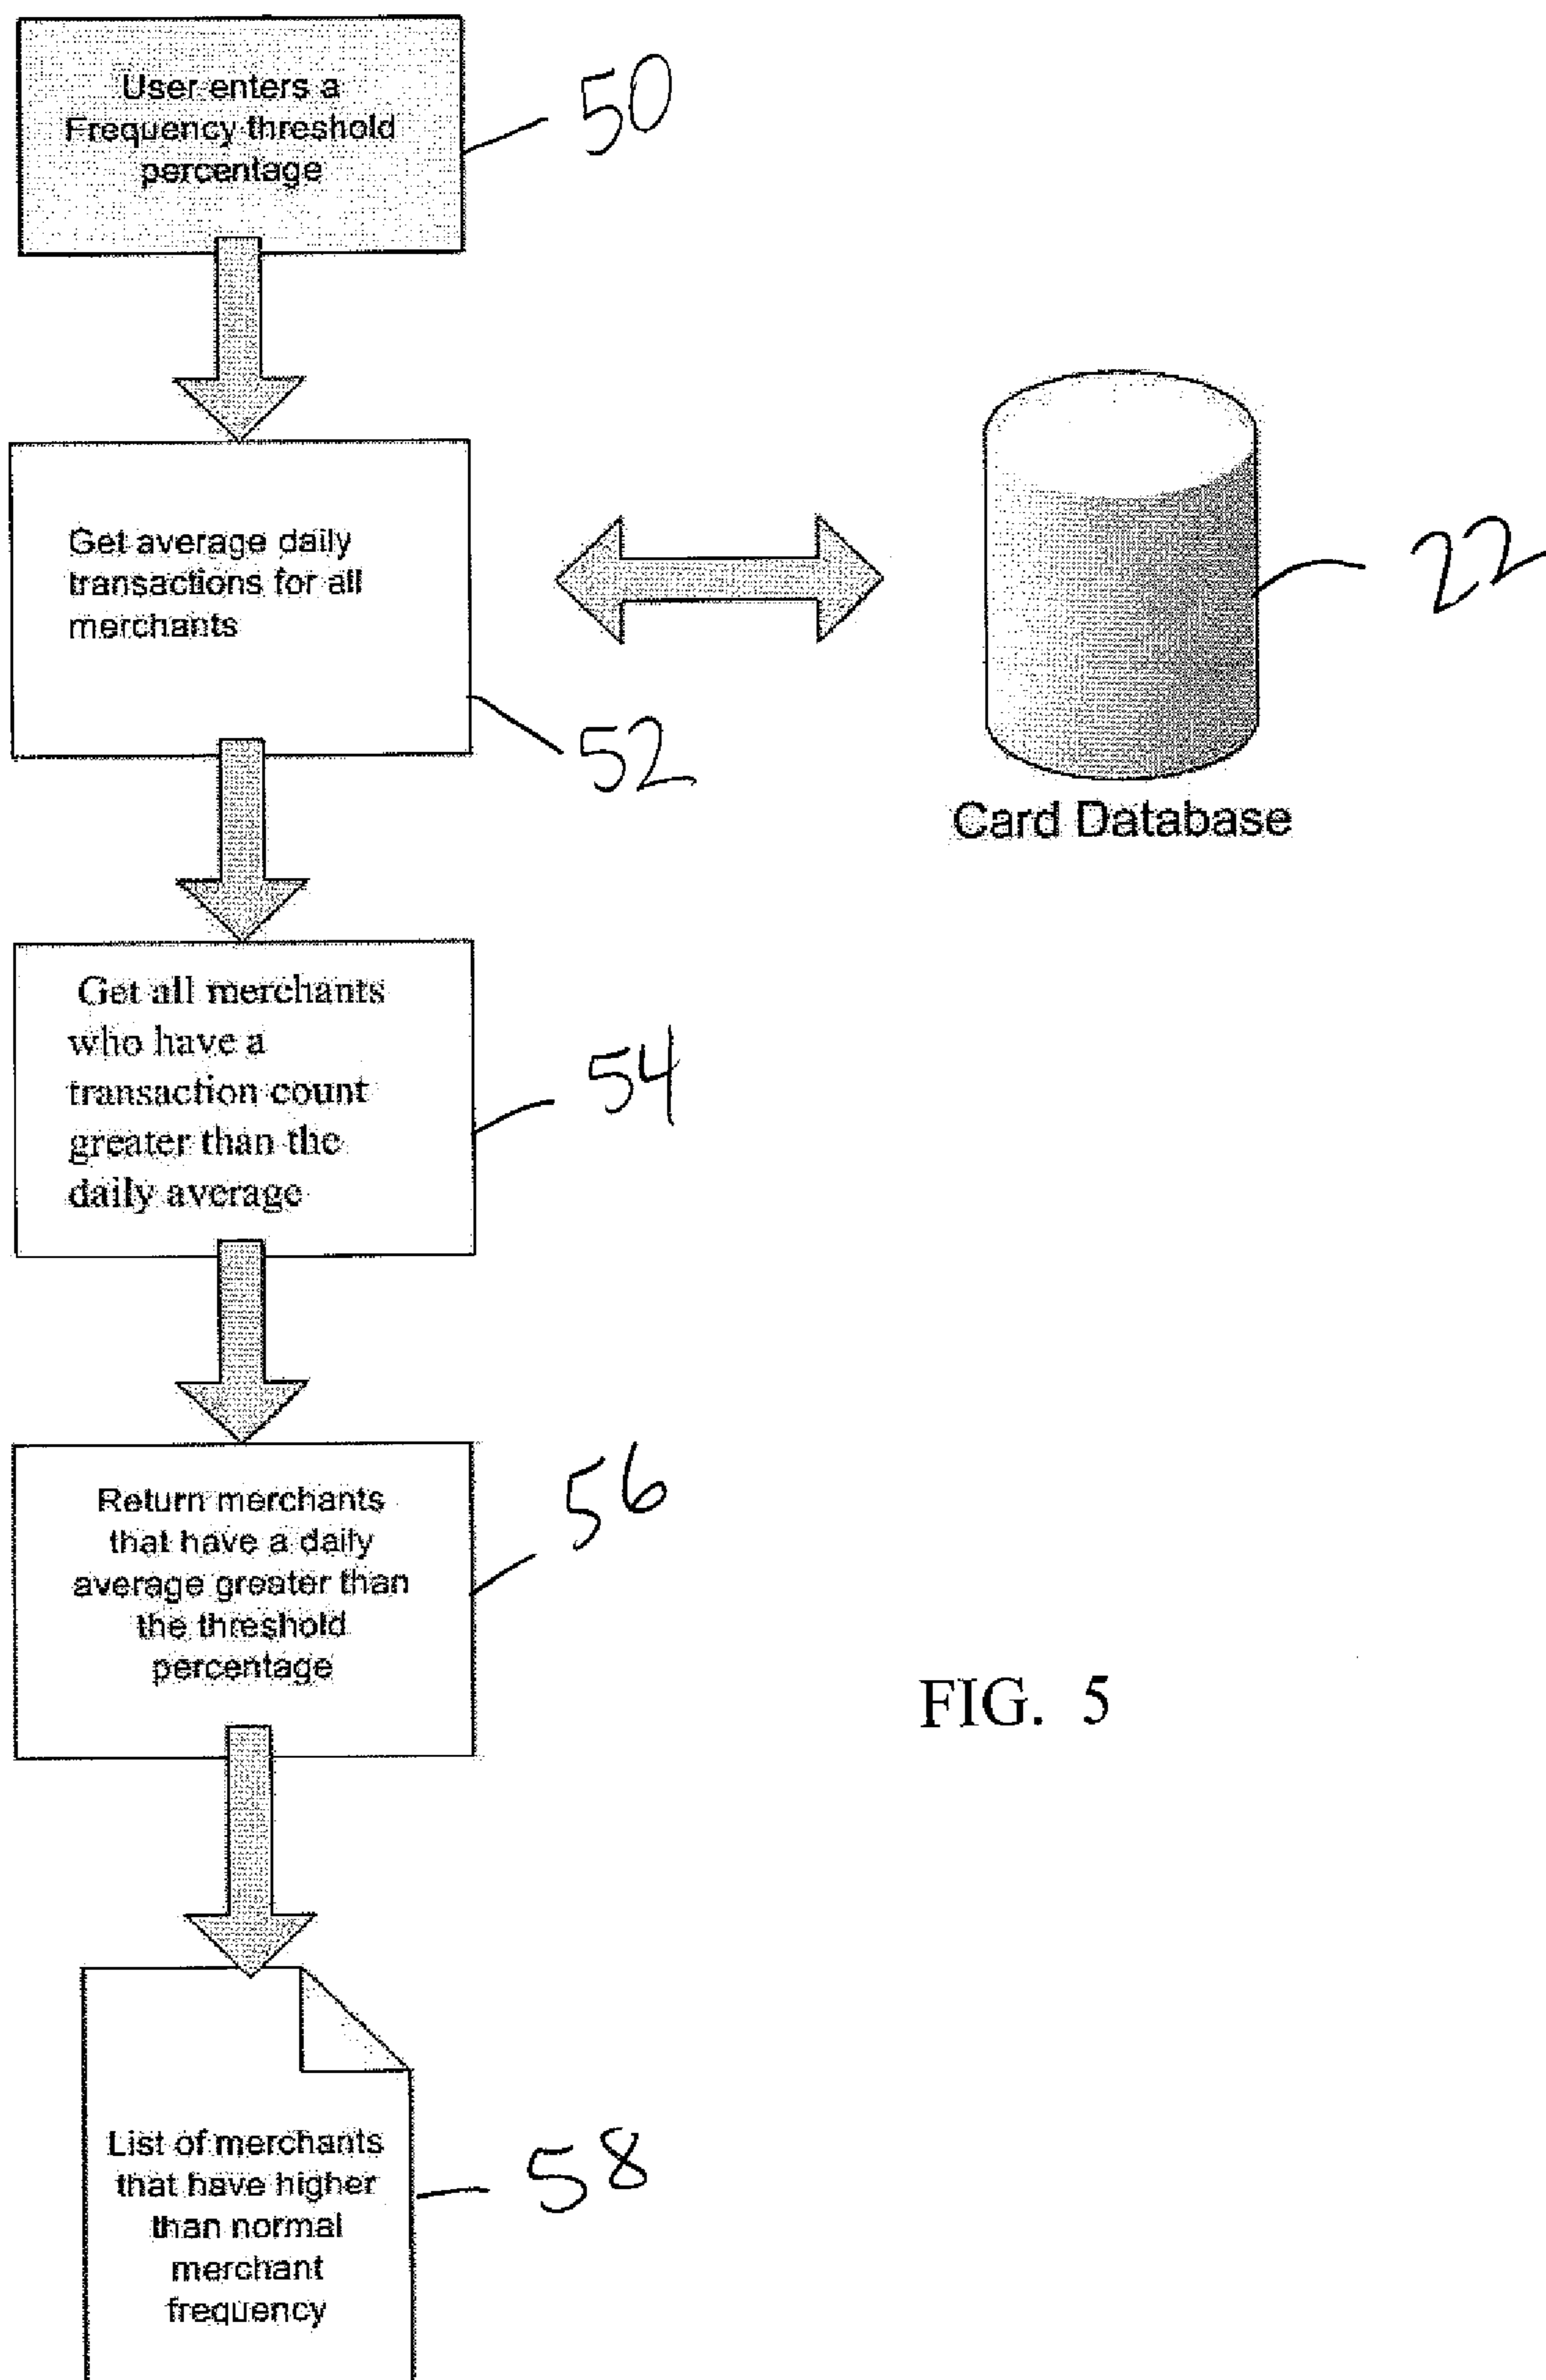 User enters a
Frequency threshold
percentage
50
Get average daily
transactions for all
merchants
52
22
Card Database
Get all merchants
who have a
transaction count
greater than the
daily average
54
Return merchants
that have a daily
average greater than
the threshold
percentage
56
FIG. 5
List of merchants
that have higher
than normal
merchant
frequency
58